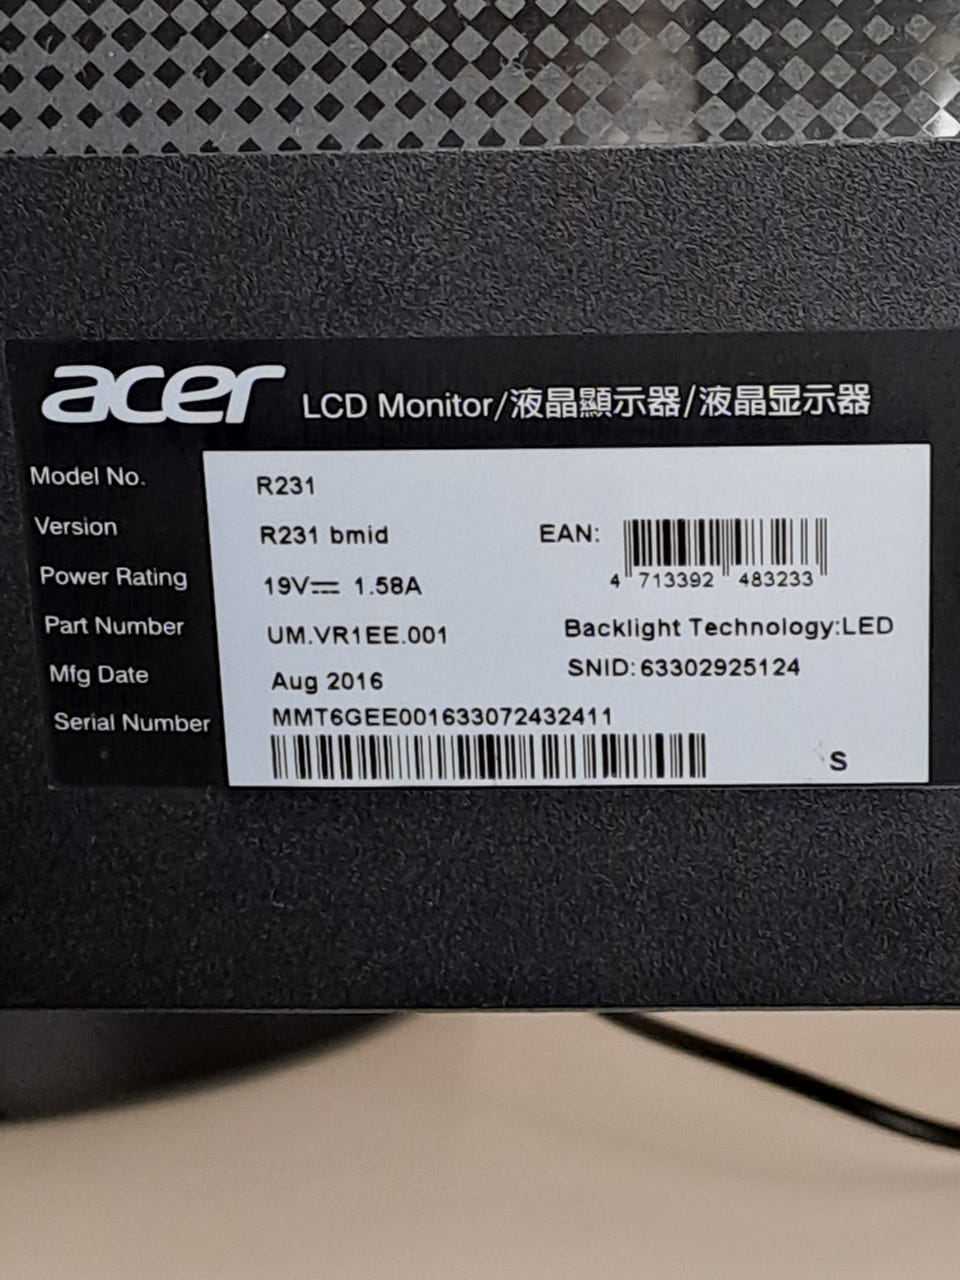 acer LCD Monitor/液晶顯示器/液晶显示器
Model No. R231
Version R231 bmid EAN:
4 713392 483233
Power Rating 19V⎓ 1.58A
Part Number UM.VR1EE.001 Backlight Technology:LED
Mfg Date Aug 2016 SNID:63302925124
Serial Number MMT6GEE001633072432411
S